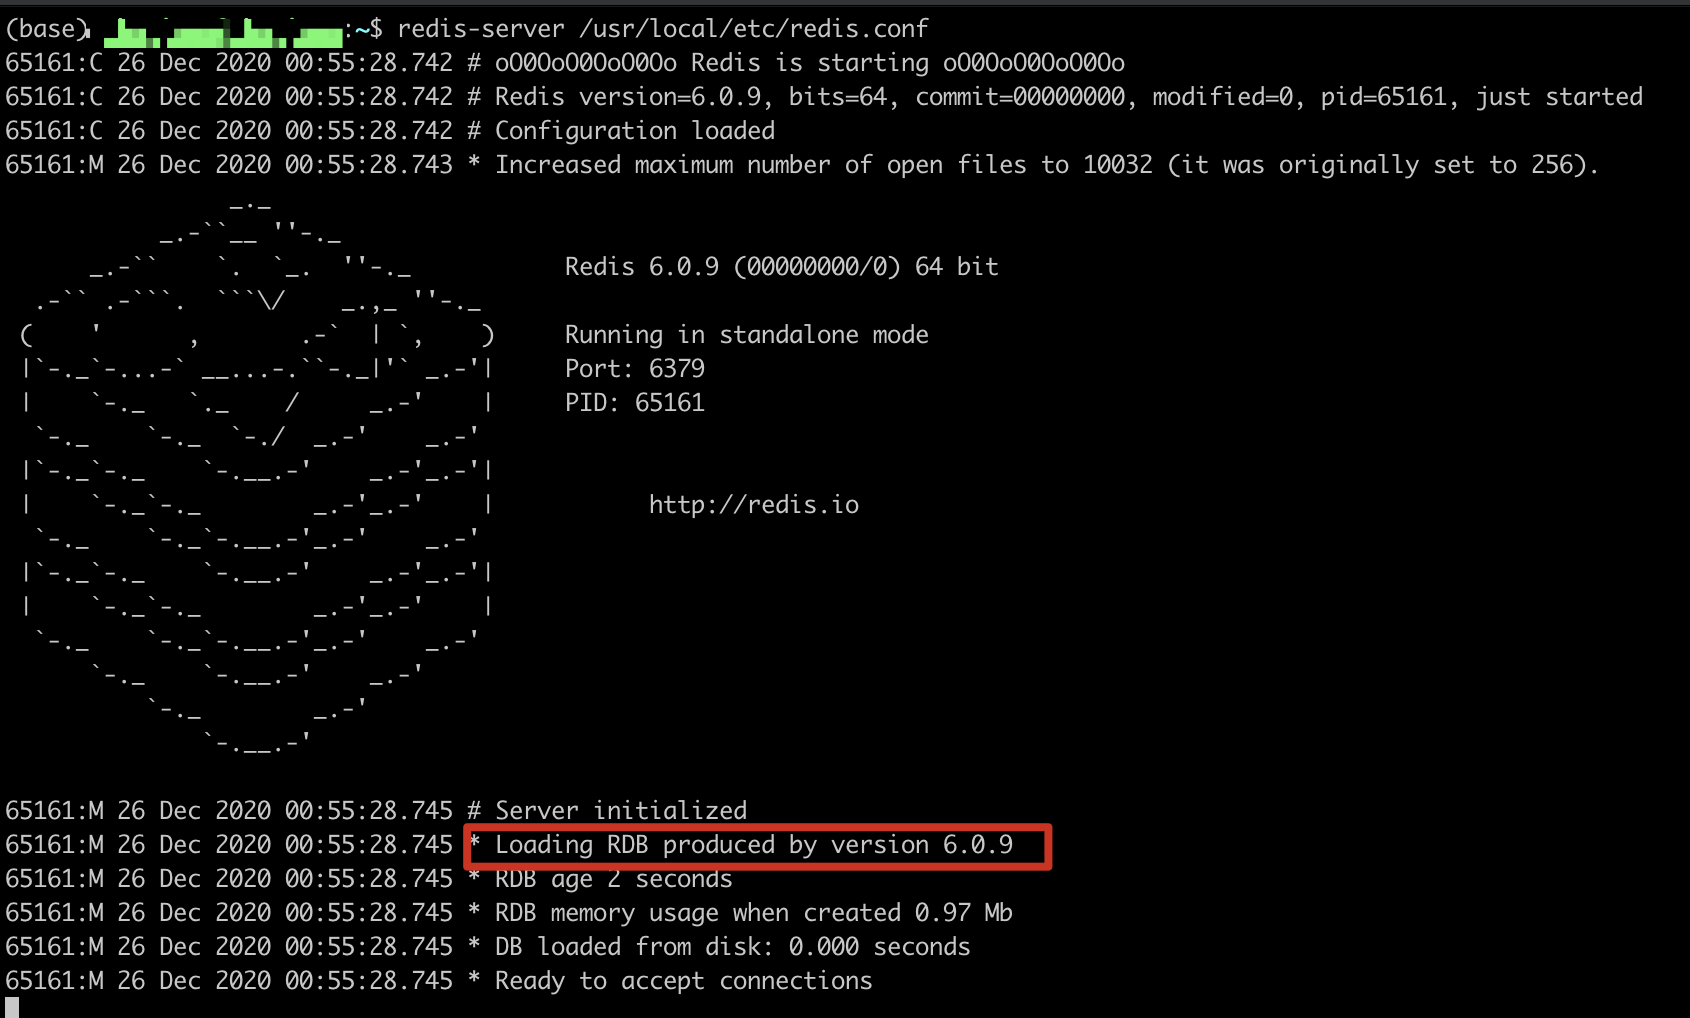 (base) :~$ redis-server /usr/local/etc/redis.conf
65161:C 26 Dec 2020 00:55:28.742 # oO0OoO0OoO0Oo Redis is starting oO0OoO0OoO0Oo
65161:C 26 Dec 2020 00:55:28.742 # Redis version=6.0.9, bits=64, commit=00000000, modified=0, pid=65161, just started
65161:C 26 Dec 2020 00:55:28.742 # Configuration loaded
65161:M 26 Dec 2020 00:55:28.743 * Increased maximum number of open files to 10032 (it was originally set to 256).
Redis 6.0.9 (00000000/0) 64 bit
Running in standalone mode
Port: 6379
PID: 65161
http://redis.io
65161:M 26 Dec 2020 00:55:28.745 # Server initialized
65161:M 26 Dec 2020 00:55:28.745 * Loading RDB produced by version 6.0.9
65161:M 26 Dec 2020 00:55:28.745 * RDB age 2 seconds
65161:M 26 Dec 2020 00:55:28.745 * RDB memory usage when created 0.97 Mb
65161:M 26 Dec 2020 00:55:28.745 * DB loaded from disk: 0.000 seconds
65161:M 26 Dec 2020 00:55:28.745 * Ready to accept connections